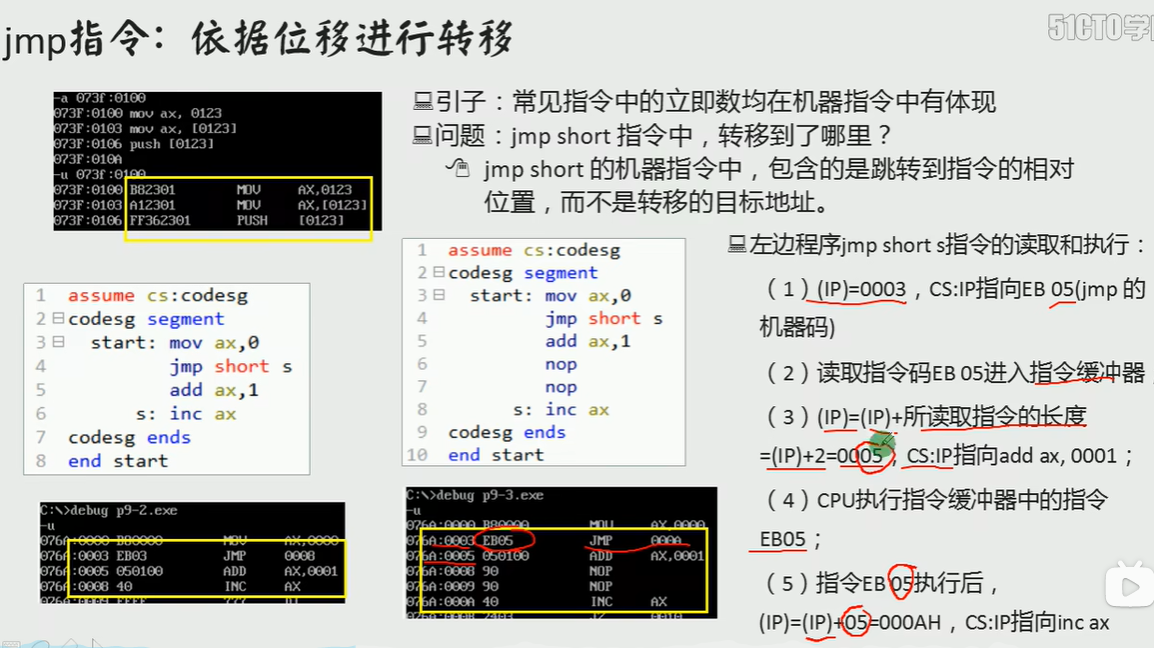 51CTO学
jmp指令：依据位移进行转移
-a 073f:0100
073F:0100 mov ax, 0123
073F:0103 mov ax, [0123]
073F:0106 push [0123]
073F:010A
-u 073f:0100
073F:0100 B82301 MOV AX,0123
073F:0103 A12301 MOV AX,[0123]
073F:0106 FF362301 PUSH [0123]
引子：常见指令中的立即数均在机器指令中有体现
问题：jmp short 指令中，转移到了哪里？
jmp short 的机器指令中，包含的是跳转到指令的相对
位置，而不是转移的目标地址。
1 assume cs:codesg
2 codesg segment
3 start: mov ax,0
4 jmp short s
5 add ax,1
6 s: inc ax
7 codesg ends
8 end start
C:\>debug p9-2.exe
-u
076A:0000 B80000 MOV AX,0000
076A:0003 EB03 JMP 0008
076A:0005 050100 ADD AX,0001
076A:0008 40 INC AX
1 assume cs:codesg
2 codesg segment
3 start: mov ax,0
4 jmp short s
5 add ax,1
6 nop
7 nop
8 s: inc ax
9 codesg ends
10 end start
C:\>debug p9-3.exe
-u
076A:0000 B80000 MOV AX,0000
076A:0003 EB05 JMP 000A
076A:0005 050100 ADD AX,0001
076A:0008 90 NOP
076A:0009 90 NOP
076A:000A 40 INC AX
左边程序jmp short s指令的读取和执行：
（1）(IP)=0003，CS:IP指向EB 05(jmp 的
机器码)
（2）读取指令码EB 05进入指令缓冲器
（3）(IP)=(IP)+所读取指令的长度
=(IP)+2=0005，CS:IP指向add ax, 0001；
（4）CPU执行指令缓冲器中的指令
EB05；
（5）指令EB 05执行后，
(IP)=(IP)+05=000AH，CS:IP指向inc ax